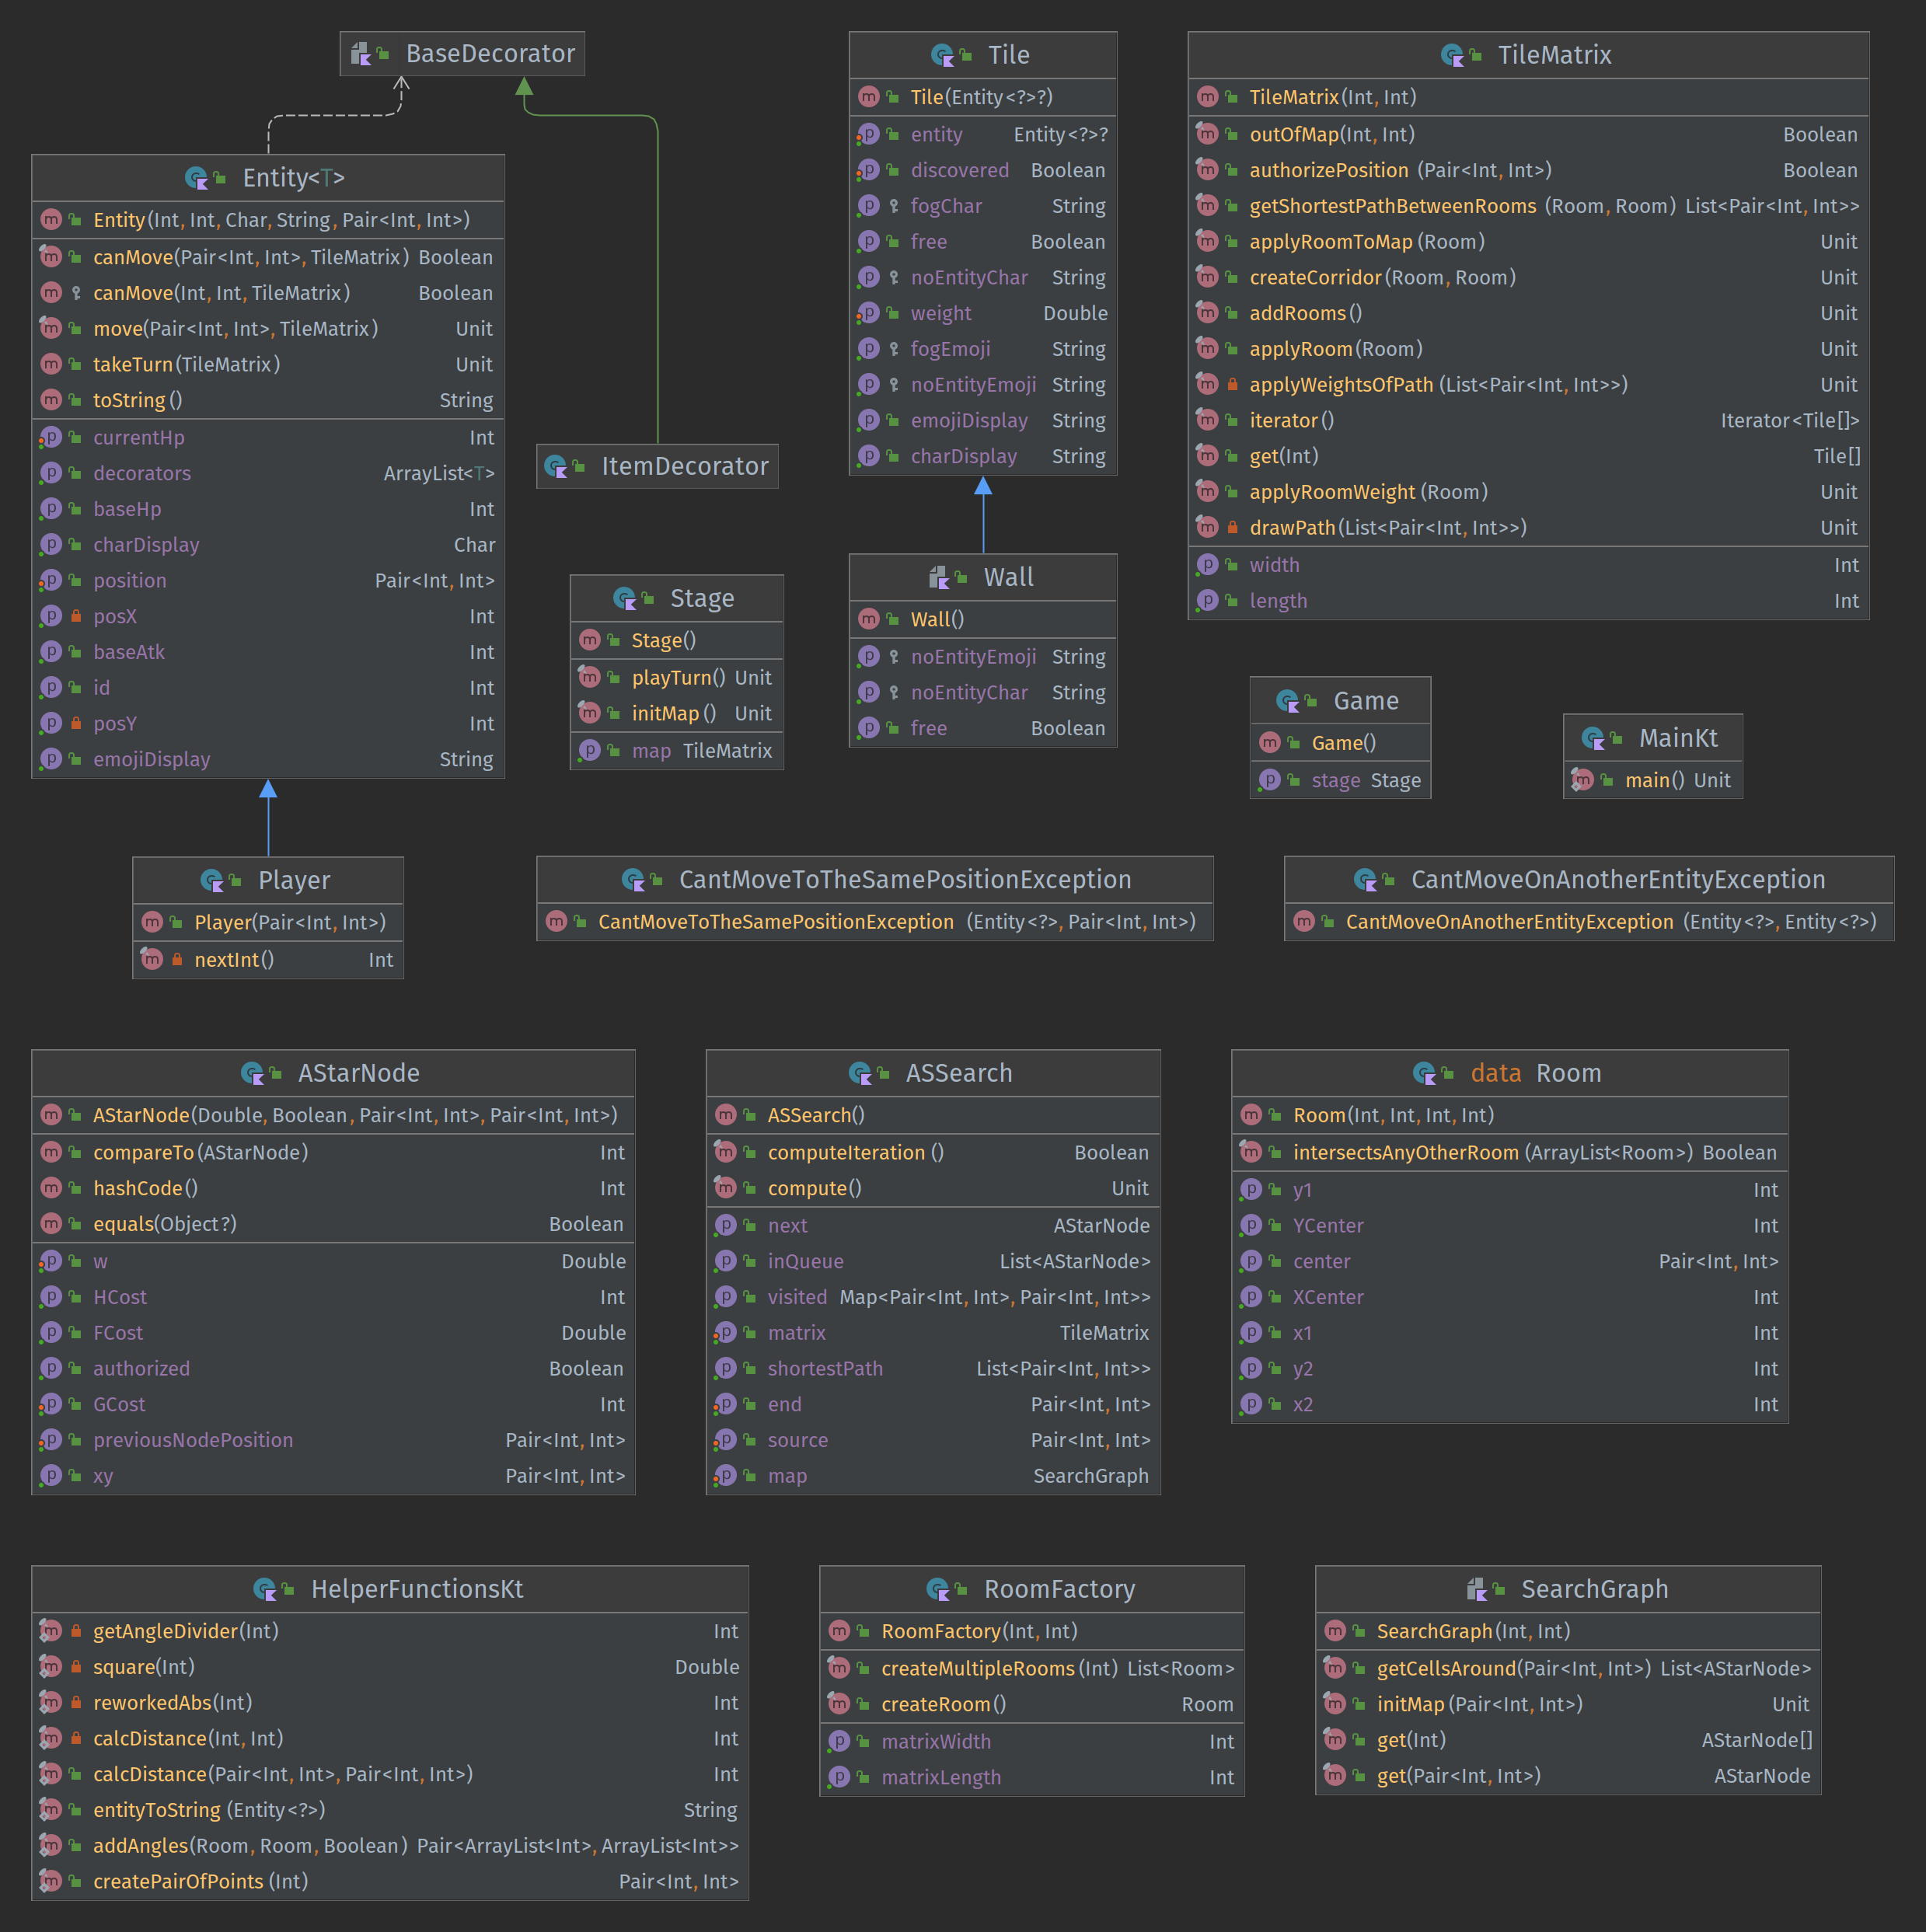 BaseDecorator
Entity<T>
Entity(Int, Int, Char, String, Pair<Int, Int>)
canMove(Pair<Int, Int>, TileMatrix) Boolean
canMove(Int, Int, TileMatrix) Boolean
move(Pair<Int, Int>, TileMatrix) Unit
takeTurn(TileMatrix) Unit
toString() String
currentHp Int
decorators ArrayList<T>
baseHp Int
charDisplay Char
position Pair<Int, Int>
posX Int
baseAtk Int
id Int
posY Int
emojiDisplay String
ItemDecorator
Stage
Stage()
playTurn() Unit
initMap() Unit
map TileMatrix
Tile
Tile(Entity<?>?)
entity Entity<?>?
discovered Boolean
fogChar String
free Boolean
noEntityChar String
weight Double
fogEmoji String
noEntityEmoji String
emojiDisplay String
charDisplay String
Wall
Wall()
noEntityEmoji String
noEntityChar String
free Boolean
TileMatrix
TileMatrix(Int, Int)
outOfMap(Int, Int) Boolean
authorizePosition (Pair<Int, Int>) Boolean
getShortestPathBetweenRooms (Room, Room) List<Pair<Int, Int>>
applyRoomToMap (Room) Unit
createCorridor (Room, Room) Unit
addRooms() Unit
applyRoom (Room) Unit
applyWeightsOfPath (List<Pair<Int, Int>>) Unit
iterator() Iterator<Tile[]>
get(Int) Tile[]
applyRoomWeight (Room) Unit
drawPath(List<Pair<Int, Int>>) Unit
width Int
length Int
Game
Game()
stage Stage
MainKt
main() Unit
Player
Player(Pair<Int, Int>)
nextInt() Int
CantMoveToTheSamePositionException
CantMoveToTheSamePositionException (Entity<?>, Pair<Int, Int>)
CantMoveOnAnotherEntityException
CantMoveOnAnotherEntityException (Entity<?>, Entity<?>)
AStarNode
AStarNode(Double, Boolean, Pair<Int, Int>, Pair<Int, Int>)
compareTo(AStarNode) Int
hashCode() Int
equals(Object?) Boolean
w Double
HCost Int
FCost Double
authorized Boolean
GCost Int
previousNodePosition Pair<Int, Int>
xy Pair<Int, Int>
ASSearch
ASSearch()
computeIteration () Boolean
compute() Unit
next AStarNode
inQueue List<AStarNode>
visited Map<Pair<Int, Int>, Pair<Int, Int>>
matrix TileMatrix
shortestPath List<Pair<Int, Int>>
end Pair<Int, Int>
source Pair<Int, Int>
map SearchGraph
data Room
Room(Int, Int, Int, Int)
intersectsAnyOtherRoom (ArrayList<Room>) Boolean
y1 Int
YCenter Int
center Pair<Int, Int>
XCenter Int
x1 Int
y2 Int
x2 Int
HelperFunctionsKt
getAngleDivider(Int) Int
square(Int) Double
reworkedAbs(Int) Int
calcDistance(Int, Int) Int
calcDistance(Pair<Int, Int>, Pair<Int, Int>) Int
entityToString (Entity<?>) String
addAngles(Room, Room, Boolean) Pair<ArrayList<Int>, ArrayList<Int>>
createPairOfPoints (Int) Pair<Int, Int>
RoomFactory
RoomFactory(Int, Int)
createMultipleRooms (Int) List<Room>
createRoom() Room
matrixWidth Int
matrixLength Int
SearchGraph
SearchGraph(Int, Int)
getCellsAround(Pair<Int, Int>) List<AStarNode>
initMap (Pair<Int, Int>) Unit
get(Int) AStarNode[]
get(Pair<Int, Int>) AStarNode